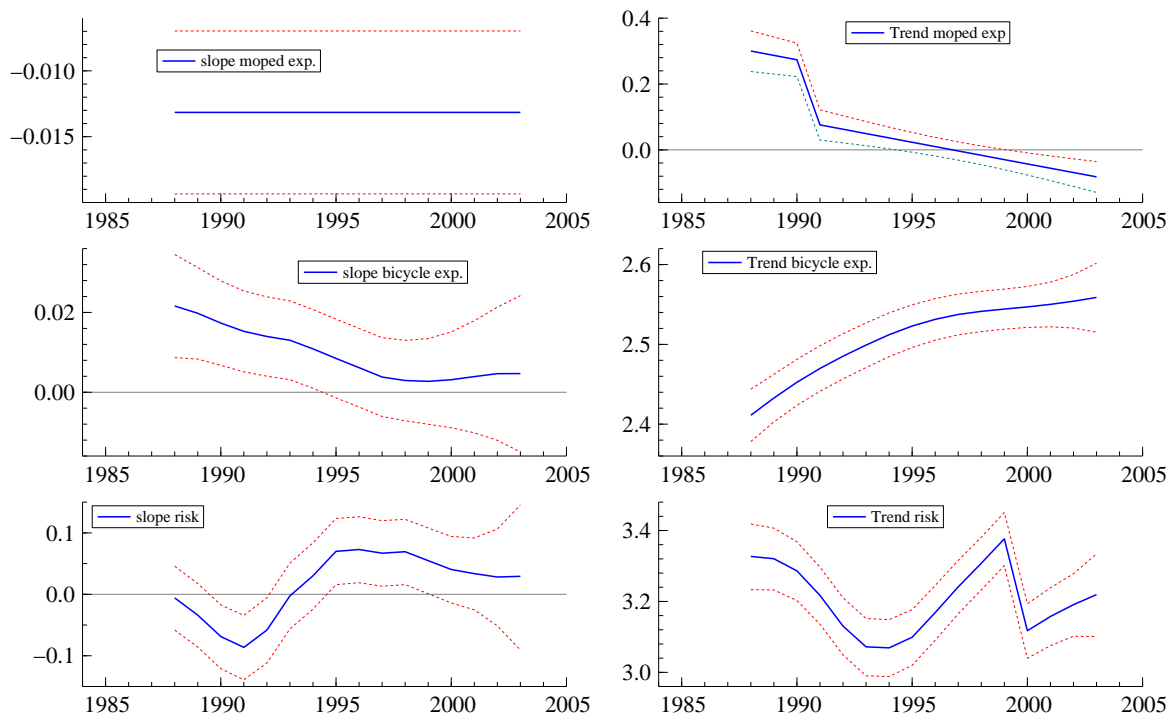 slope moped exp.
−0.010
−0.015
1985 1990 1995 2000 2005
Trend moped exp
0.4
0.2
0.0
1985 1990 1995 2000 2005
slope bicycle exp.
0.02
0.00
1985 1990 1995 2000 2005
Trend bicycle exp.
2.6
2.5
2.4
1985 1990 1995 2000 2005
slope risk
0.1
0.0
−0.1
1985 1990 1995 2000 2005
Trend risk
3.4
3.2
3.0
1985 1990 1995 2000 2005